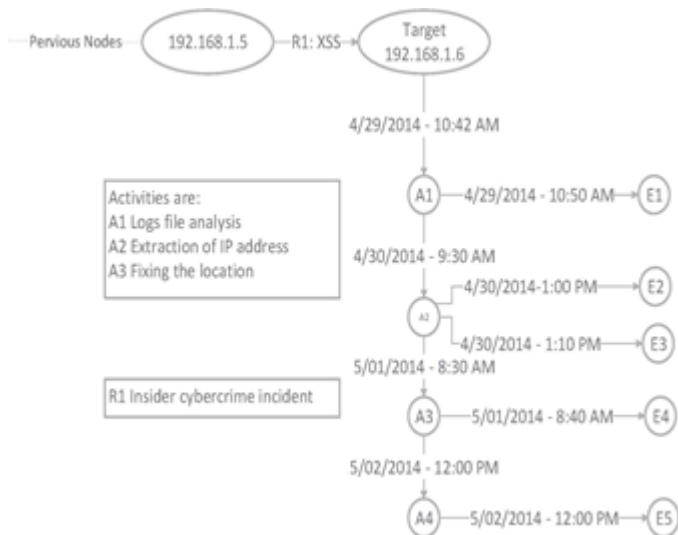 Pervious Nodes
192.168.1.5
R1: XSS
Target
192.168.1.6
4/29/2014 - 10:42 AM
Activities are:
A1 Logs file analysis
A2 Extraction of IP address
A3 Fixing the location
A1
4/29/2014 - 10:50 AM
E1
4/30/2014 - 9:30 AM
4/30/2014-1:00 PM
E2
A2
4/30/2014 - 1:10 PM
E3
5/01/2014 - 8:30 AM
R1 Insider cybercrime incident
A3
5/01/2014 - 8:40 AM
E4
5/02/2014 - 12:00 PM
A4
5/02/2014 - 12:00 PM
E5